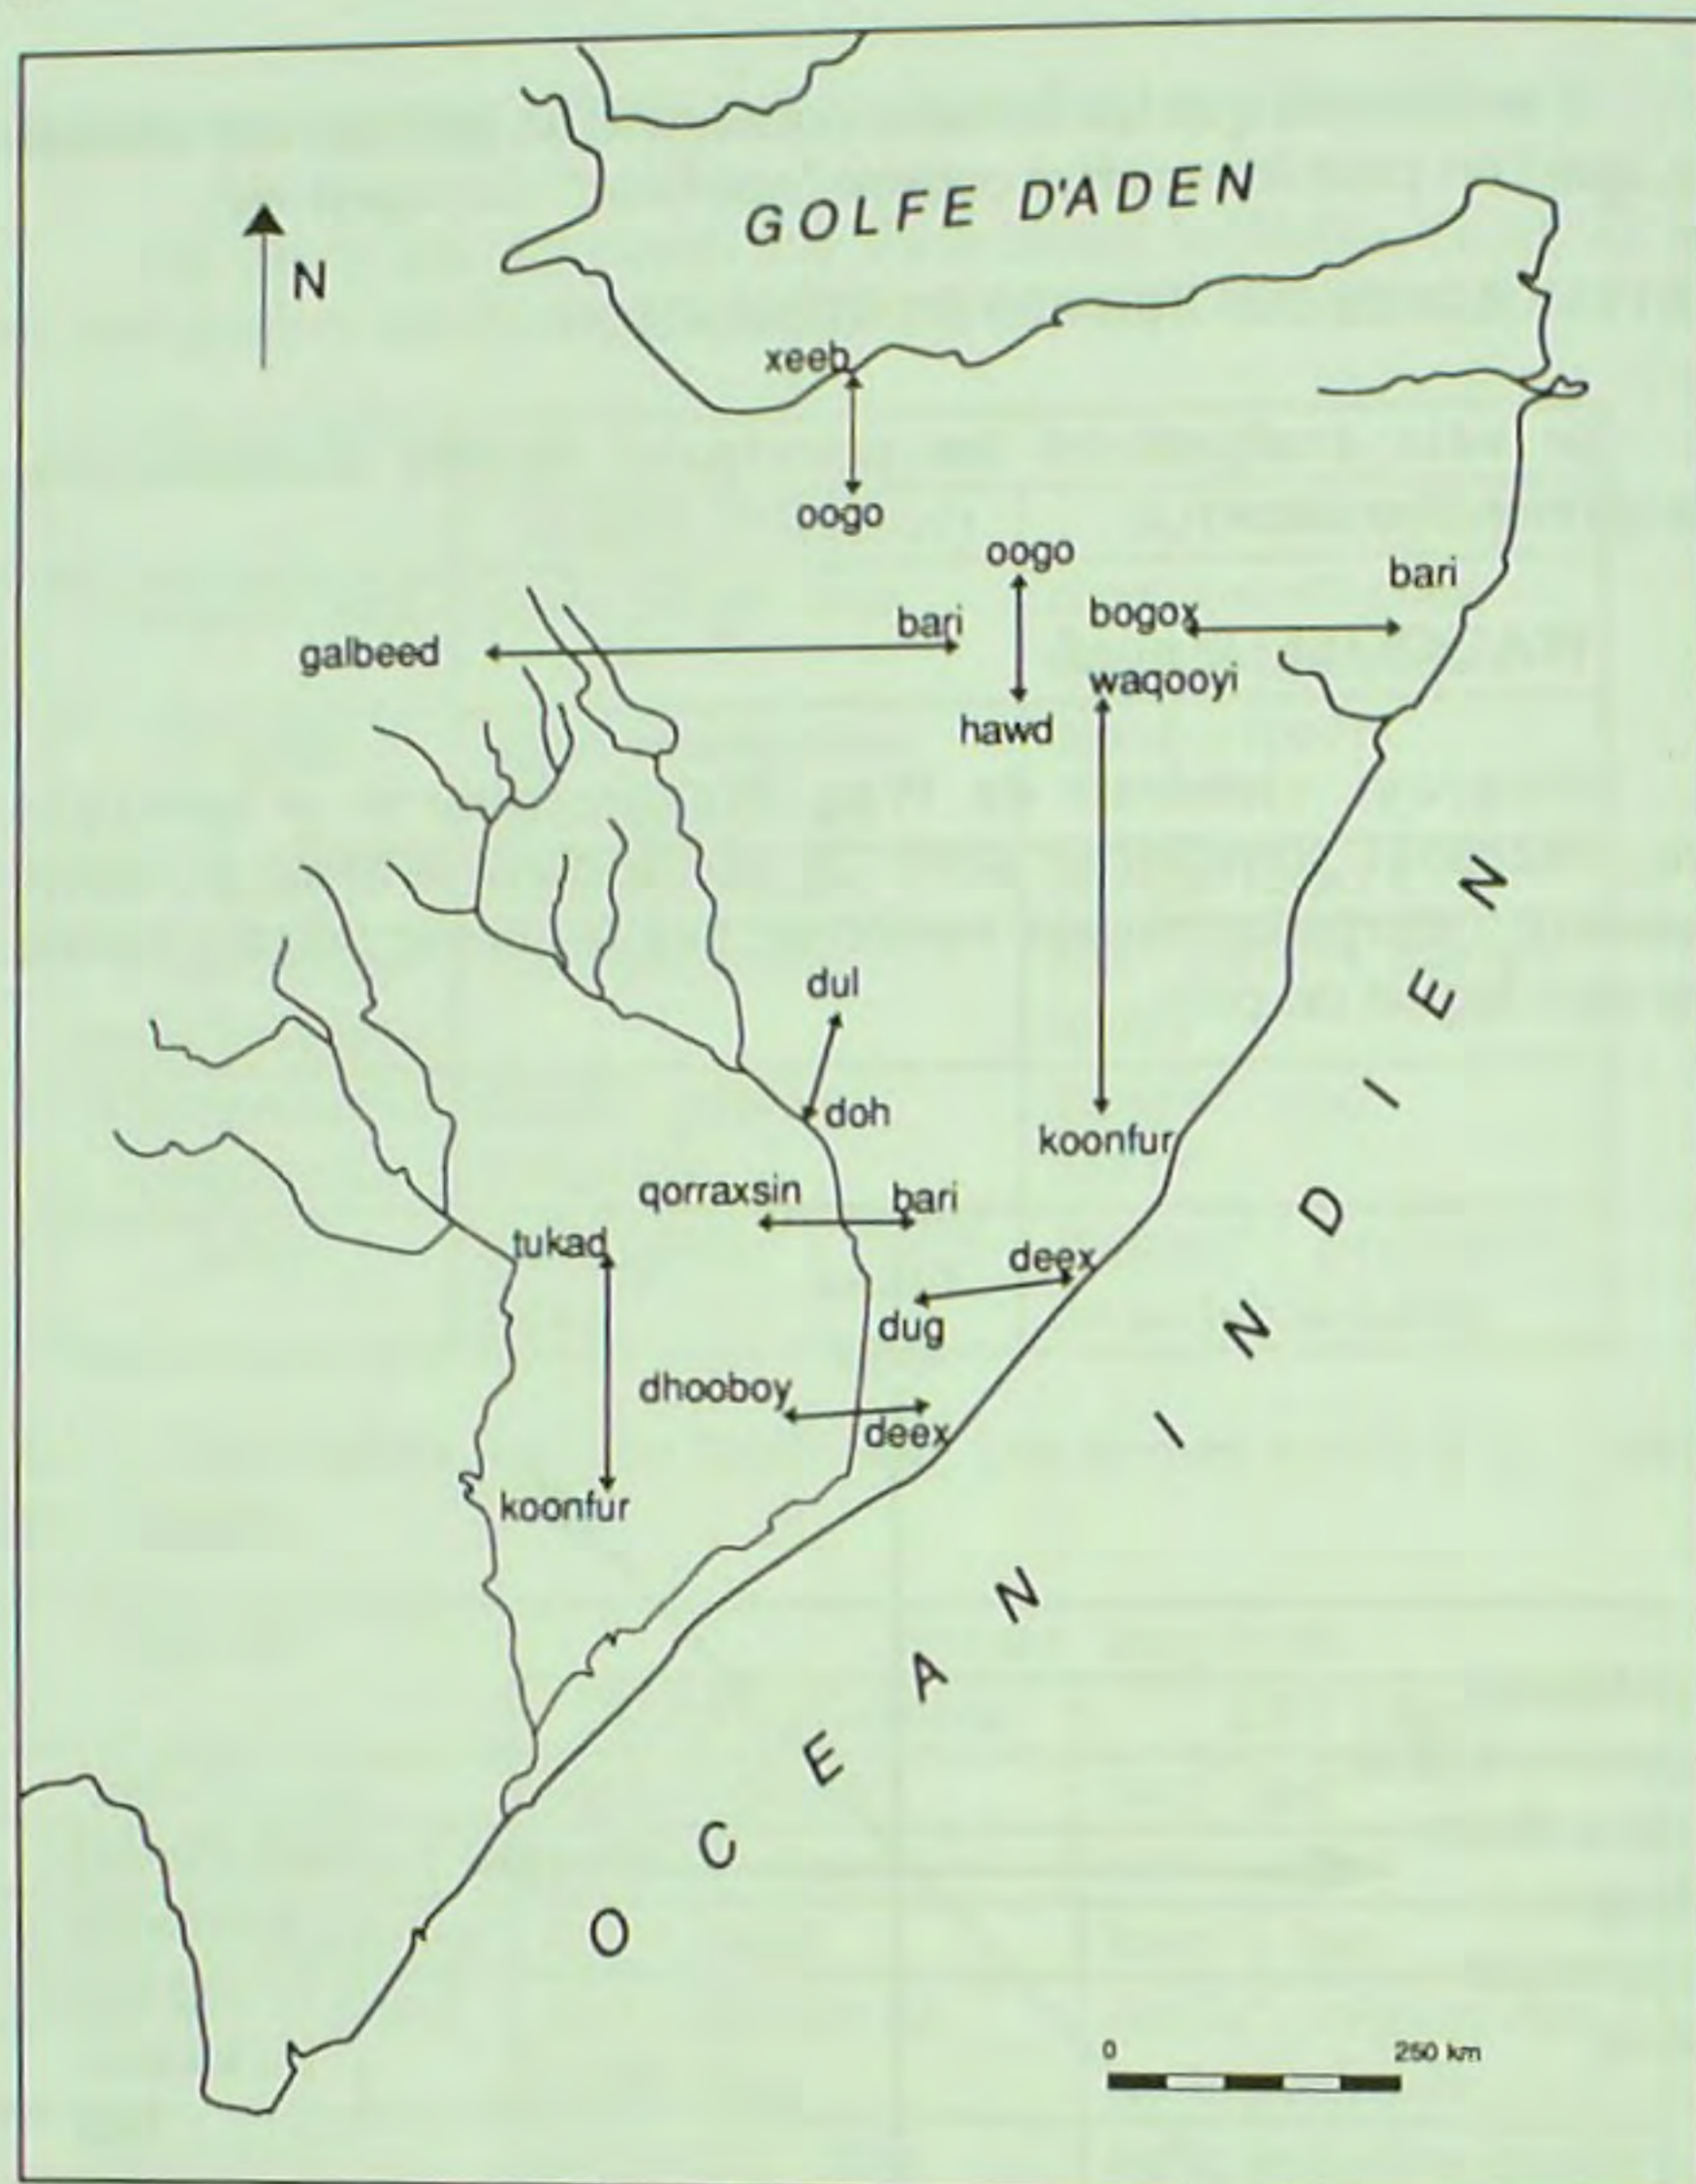 GOLFE D'ADEN
N
xeeb
oogo
oogo
bari
bari
bogox
galbeed
waqooyi
hawd
dul
doh
koonfur
qorraxsin
bari
tukad
deex
dug
dhooboy
deex
koonfur
OCEAN INDIEN
0 250 km